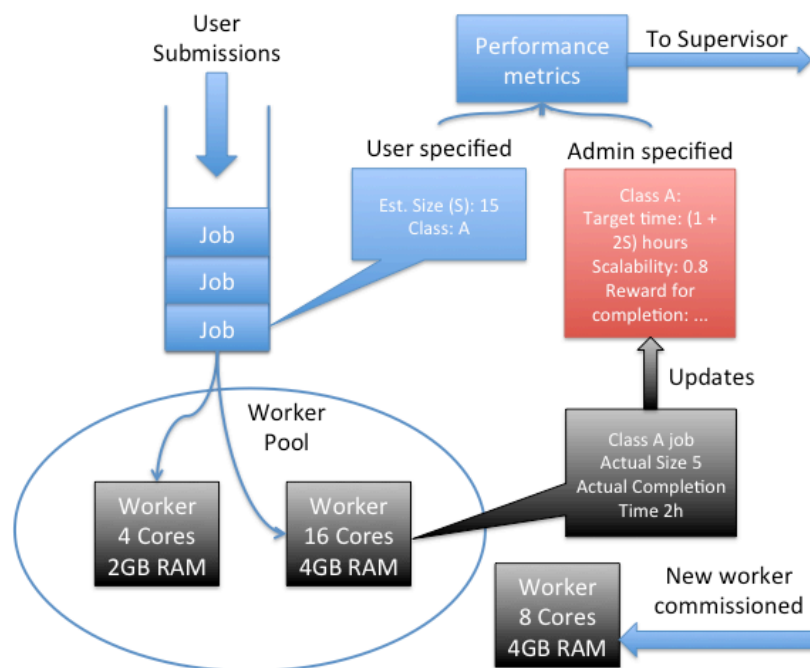 User
Submissions
Performance
metrics
To Supervisor
User specified
Admin specified
Est. Size (S): 15
Class: A
Class A:
Target time: (1 +
2S) hours
Scalability: 0.8
Reward for
completion: ...
Job
Job
Job
Updates
Worker
Pool
Class A job
Actual Size 5
Actual Completion
Time 2h
Worker
4 Cores
2GB RAM
Worker
16 Cores
4GB RAM
Worker
8 Cores
4GB RAM
New worker
commissioned